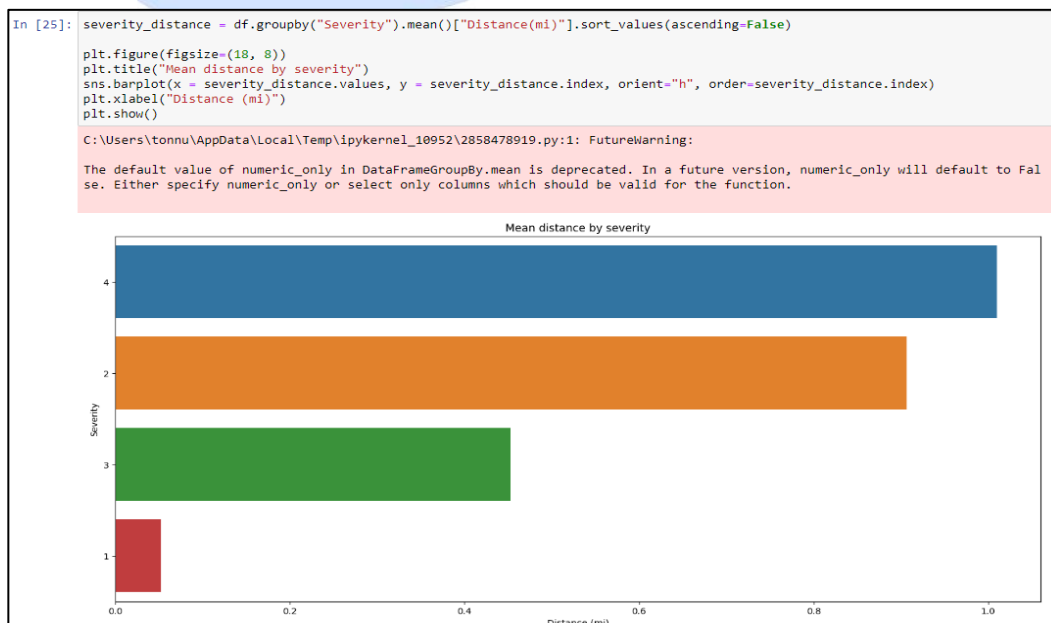 In [25]: severity_distance = df.groupby("Severity").mean()["Distance(mi)"].sort_values(ascending=False)
plt.figure(figsize=(18, 8))
plt.title("Mean distance by severity")
sns.barplot(x = severity_distance.values, y = severity_distance.index, orient="h", order=severity_distance.index)
plt.xlabel("Distance (mi)")
plt.show()
C:\Users\tonnu\AppData\Local\Temp\ipykernel_10952\2858478919.py:1: FutureWarning:
The default value of numeric_only in DataFrameGroupBy.mean is deprecated. In a future version, numeric_only will default to Fal
se. Either specify numeric_only or select only columns which should be valid for the function.
Mean distance by severity
4
2
Severity
3
1
0.0 0.2 0.4 0.6 0.8 1.0
Distance (mi)